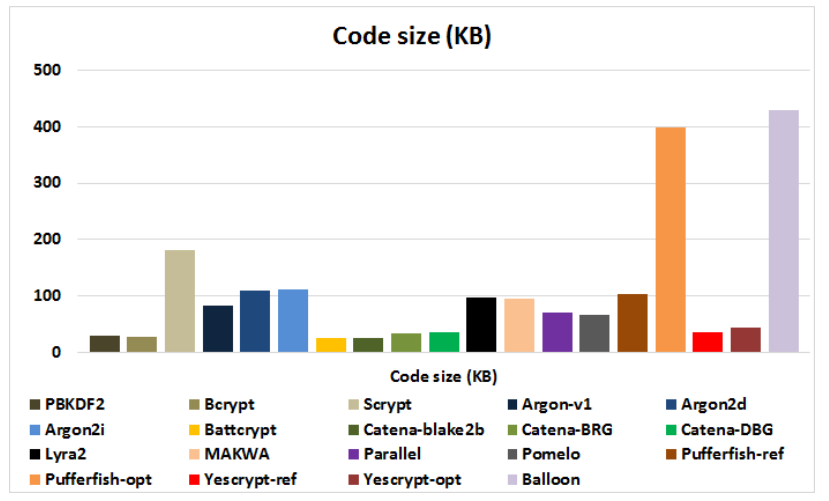 Code size (KB)
500
400
300
200
100
0
Code size (KB)
PBKDF2 Bcrypt Scrypt Argon-v1 Argon2d
Argon2i Battcrypt Catena-blake2b Catena-BRG Catena-DBG
Lyra2 MAKWA Parallel Pomelo Pufferfish-ref
Pufferfish-opt Yescrypt-ref Yescrypt-opt Balloon